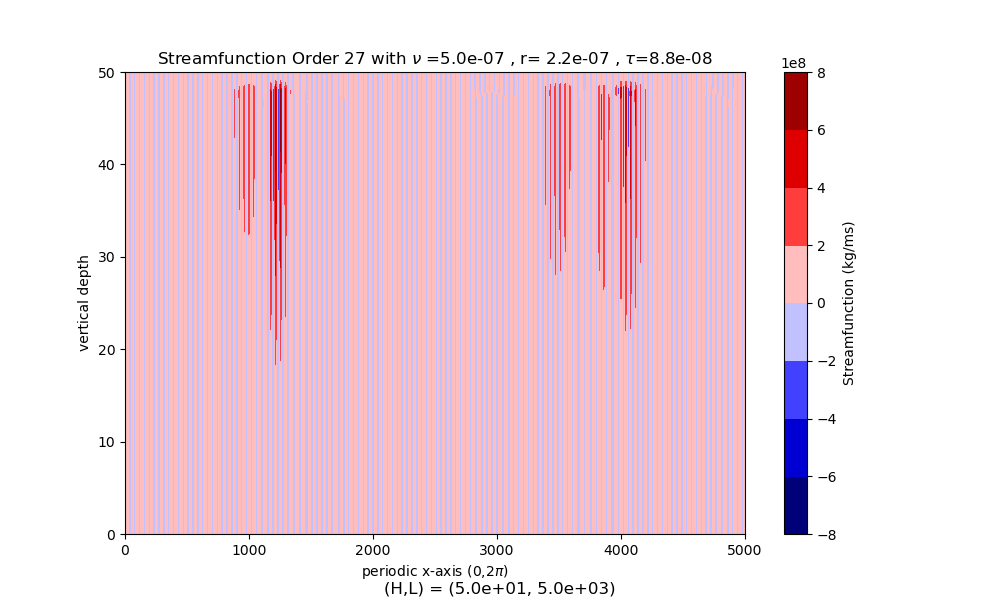 Streamfunction Order 27 with ν =5.0e-07 , r= 2.2e-07 , τ=8.8e-08
1e8
50
40
30
20
10
0
vertical depth
0 1000 2000 3000 4000 5000
periodic x-axis (0,2π)
(H,L) = (5.0e+01, 5.0e+03)
8
6
4
2
0
−2
−4
−6
−8
Streamfunction (kg/ms)